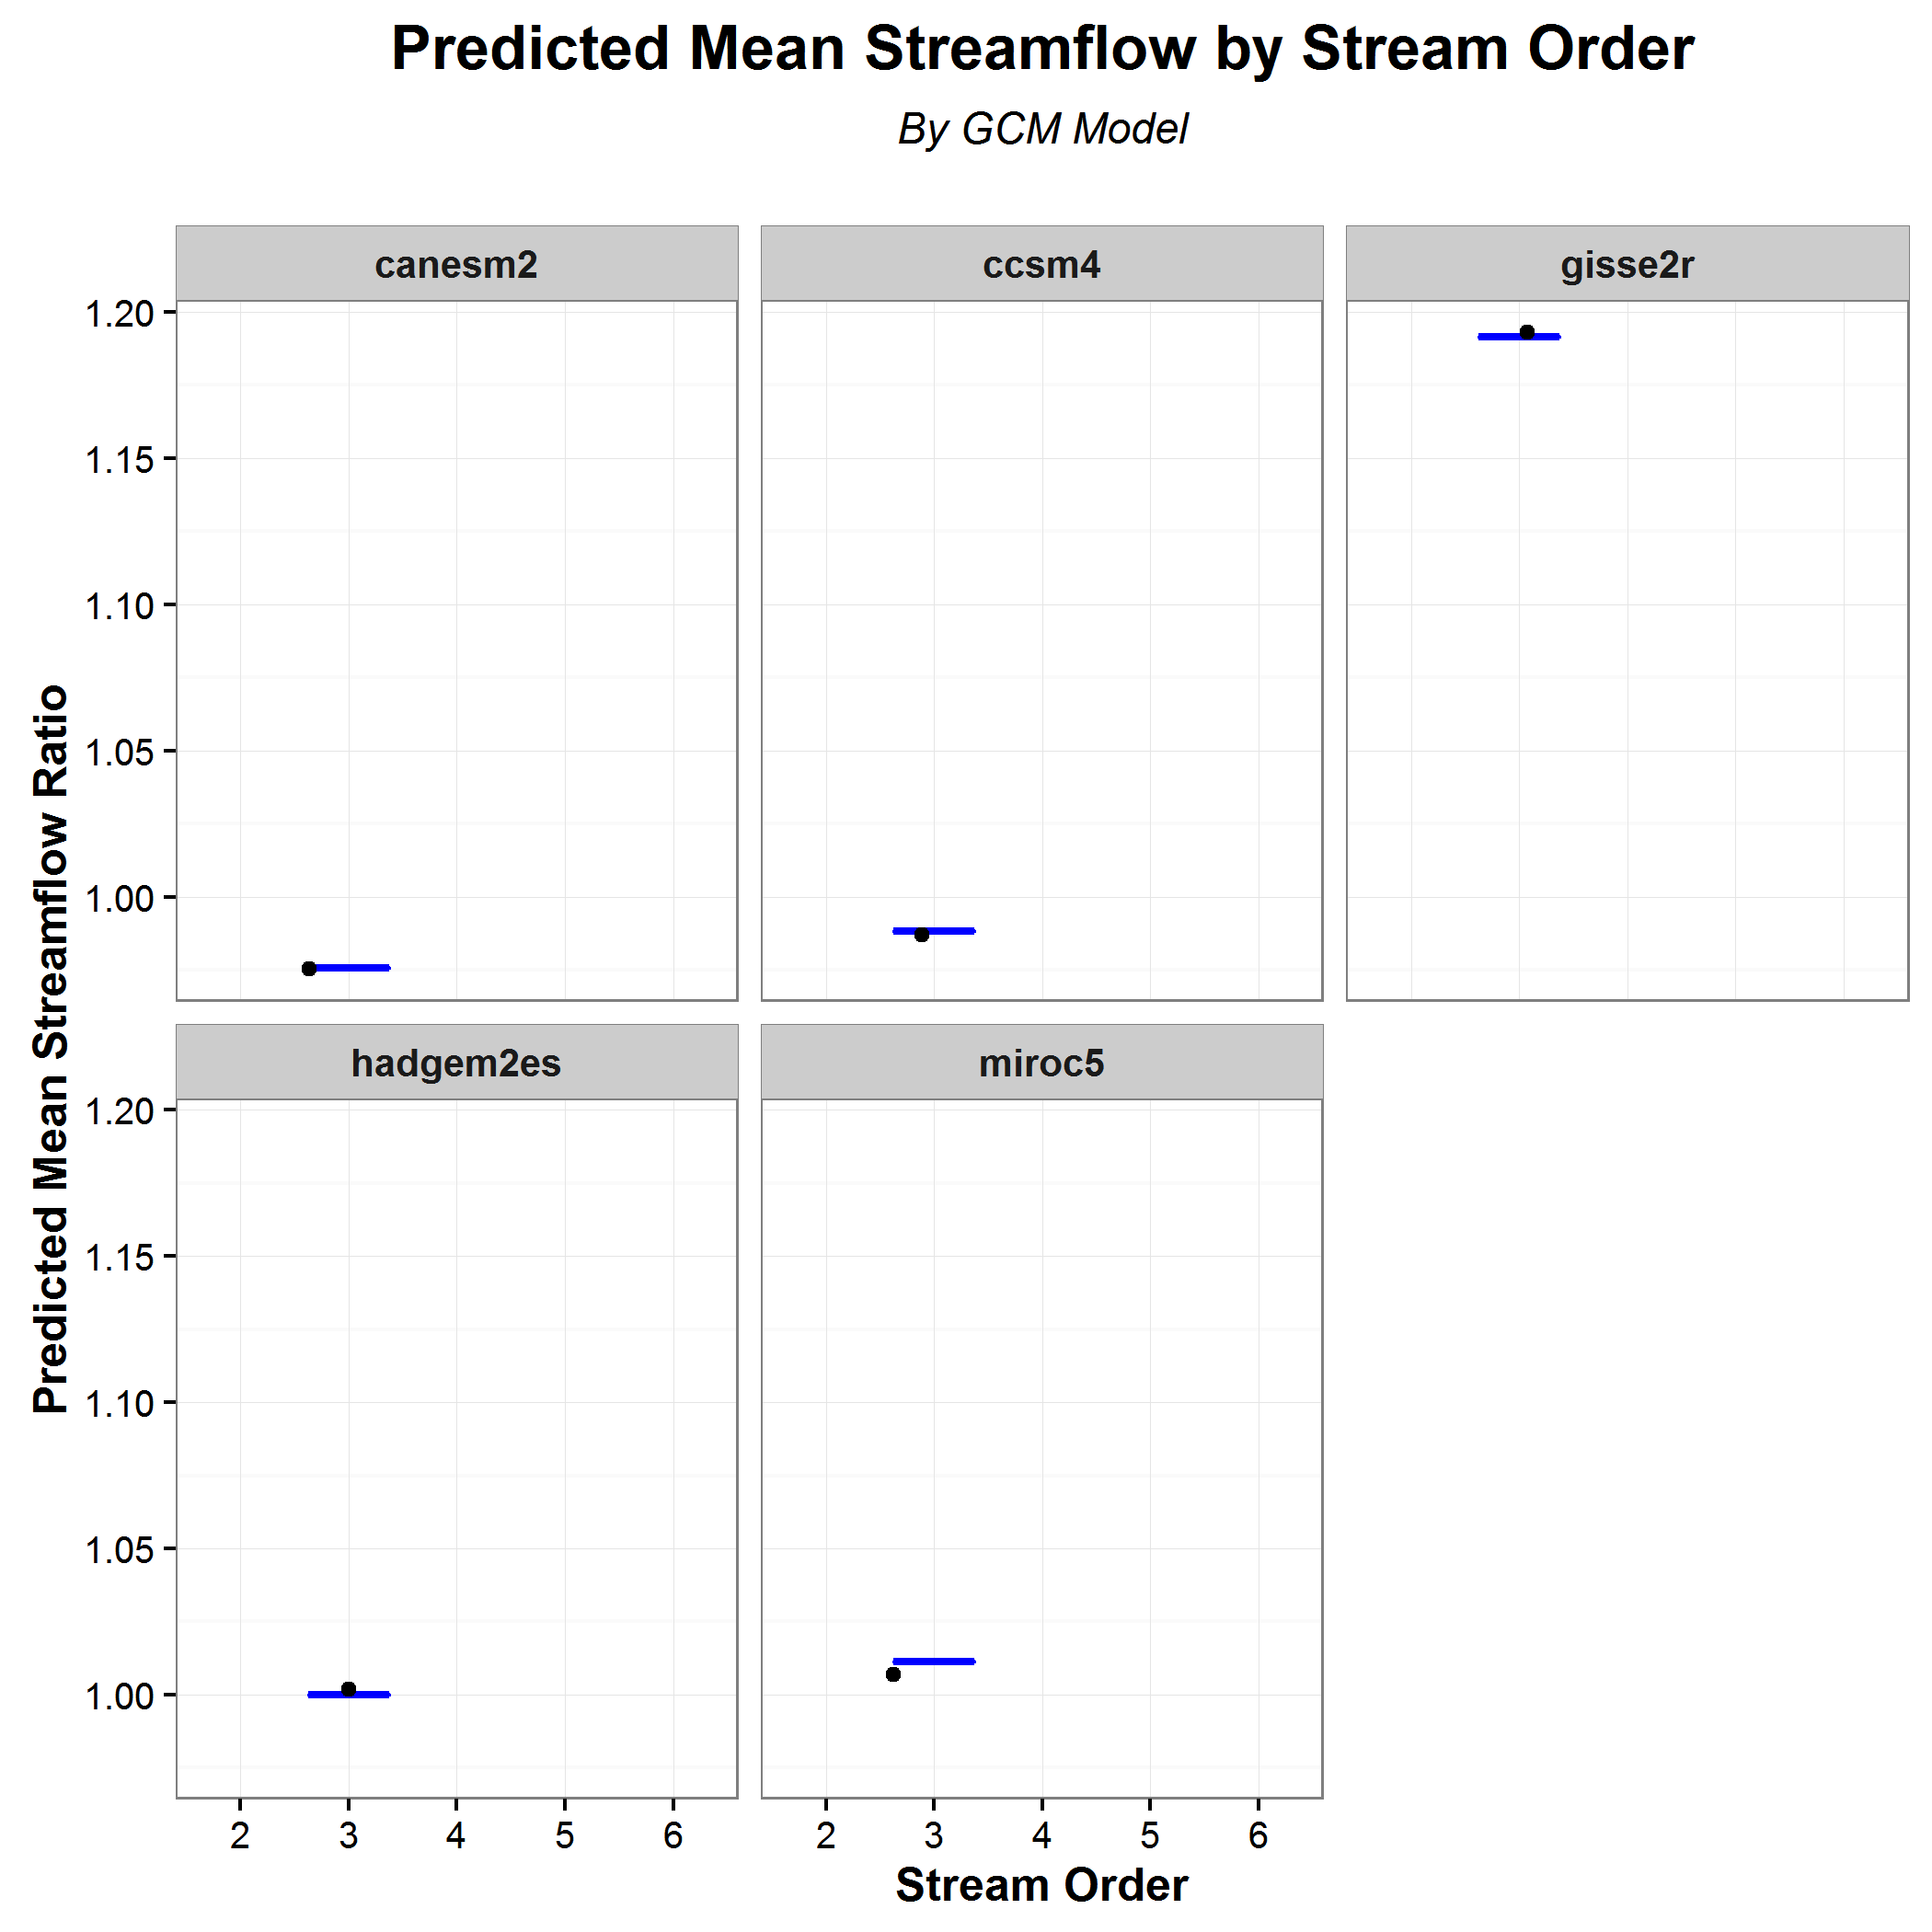 Predicted Mean Streamflow by Stream Order
By GCM Model
canesm2
ccsm4
gisse2r
1.20
1.15
1.10
1.05
1.00
Predicted Mean Streamflow Ratio
hadgem2es
miroc5
1.20
1.15
1.10
1.05
1.00
2 3 4 5 6
2 3 4 5 6
Stream Order